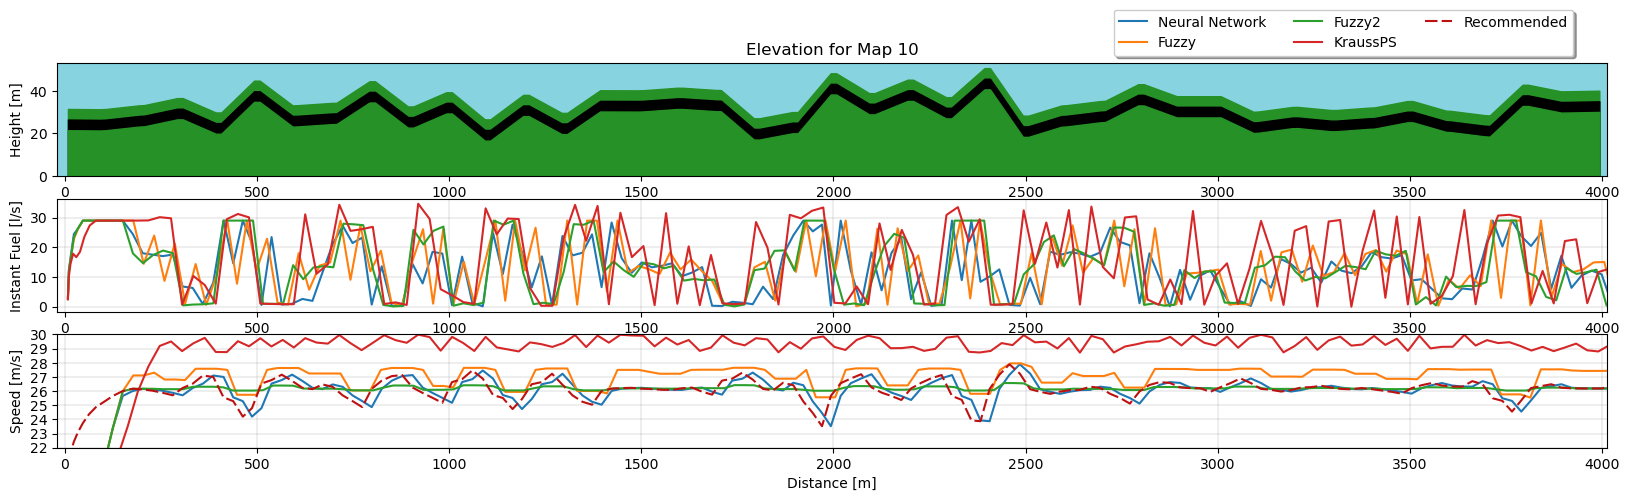 Neural Network Fuzzy2 Recommended
Fuzzy KraussPS
Elevation for Map 10
Height [m]
40
20
0
0 500 1000 1500 2000 2500 3000 3500 4000
Instant Fuel [l/s]
30
20
10
0
0 500 1000 1500 2000 2500 3000 3500 4000
Speed [m/s]
30
29
28
27
26
25
24
23
22
0 500 1000 1500 2000 2500 3000 3500 4000
Distance [m]